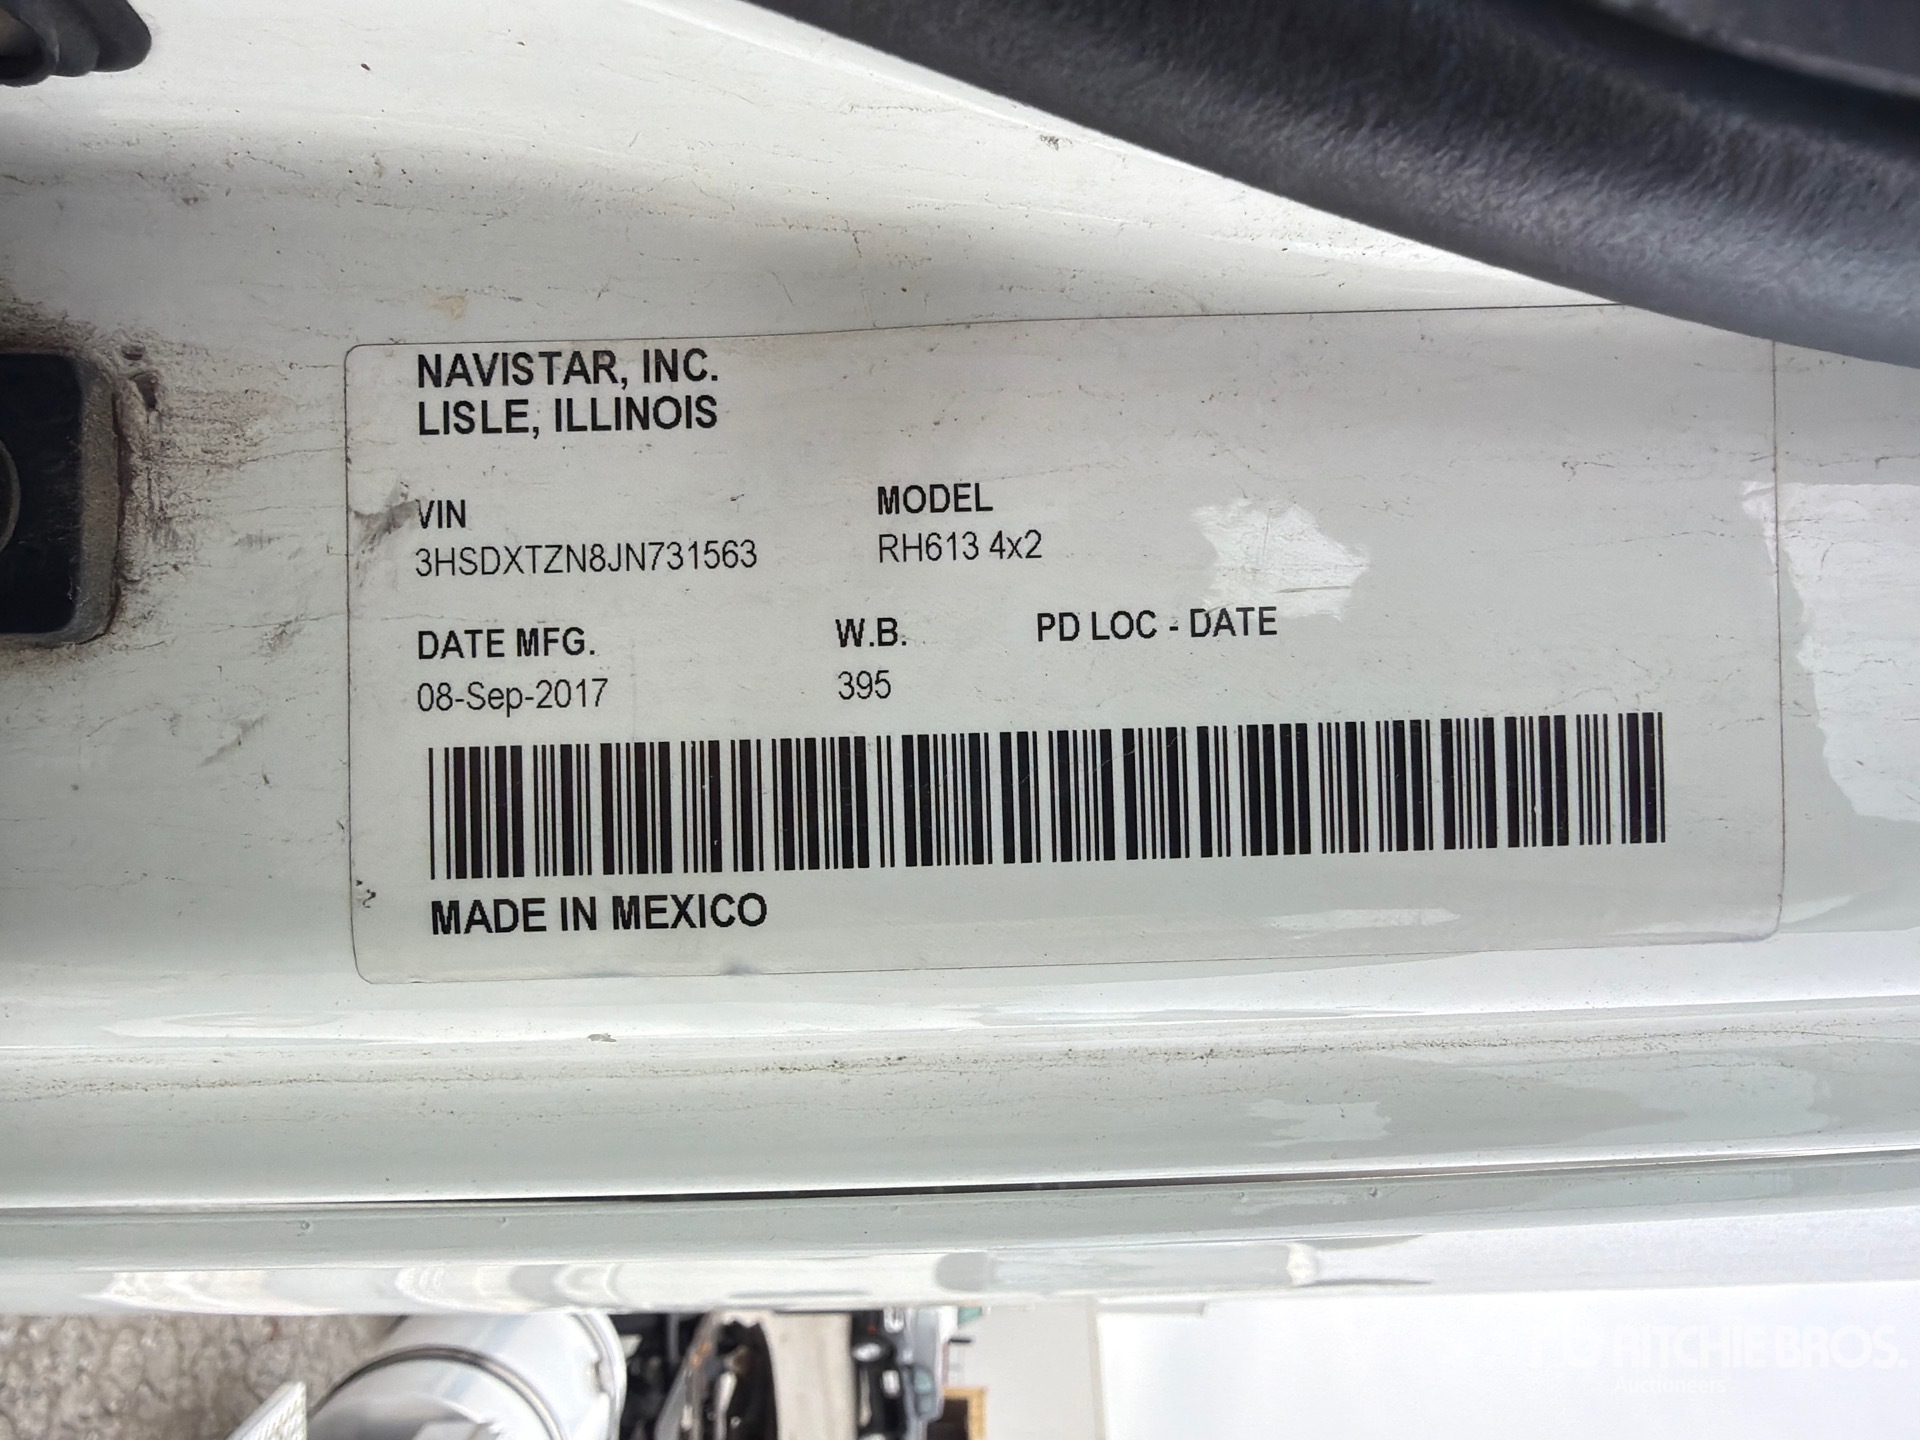 NAVISTAR, INC.
LISLE, ILLINOIS
VIN MODEL
3HSDXTZN8JN731563 RH613 4x2
DATE MFG. W.B. PD LOC - DATE
08-Sep-2017 395
MADE IN MEXICO
RITCHIE BROS.
Auctioneers